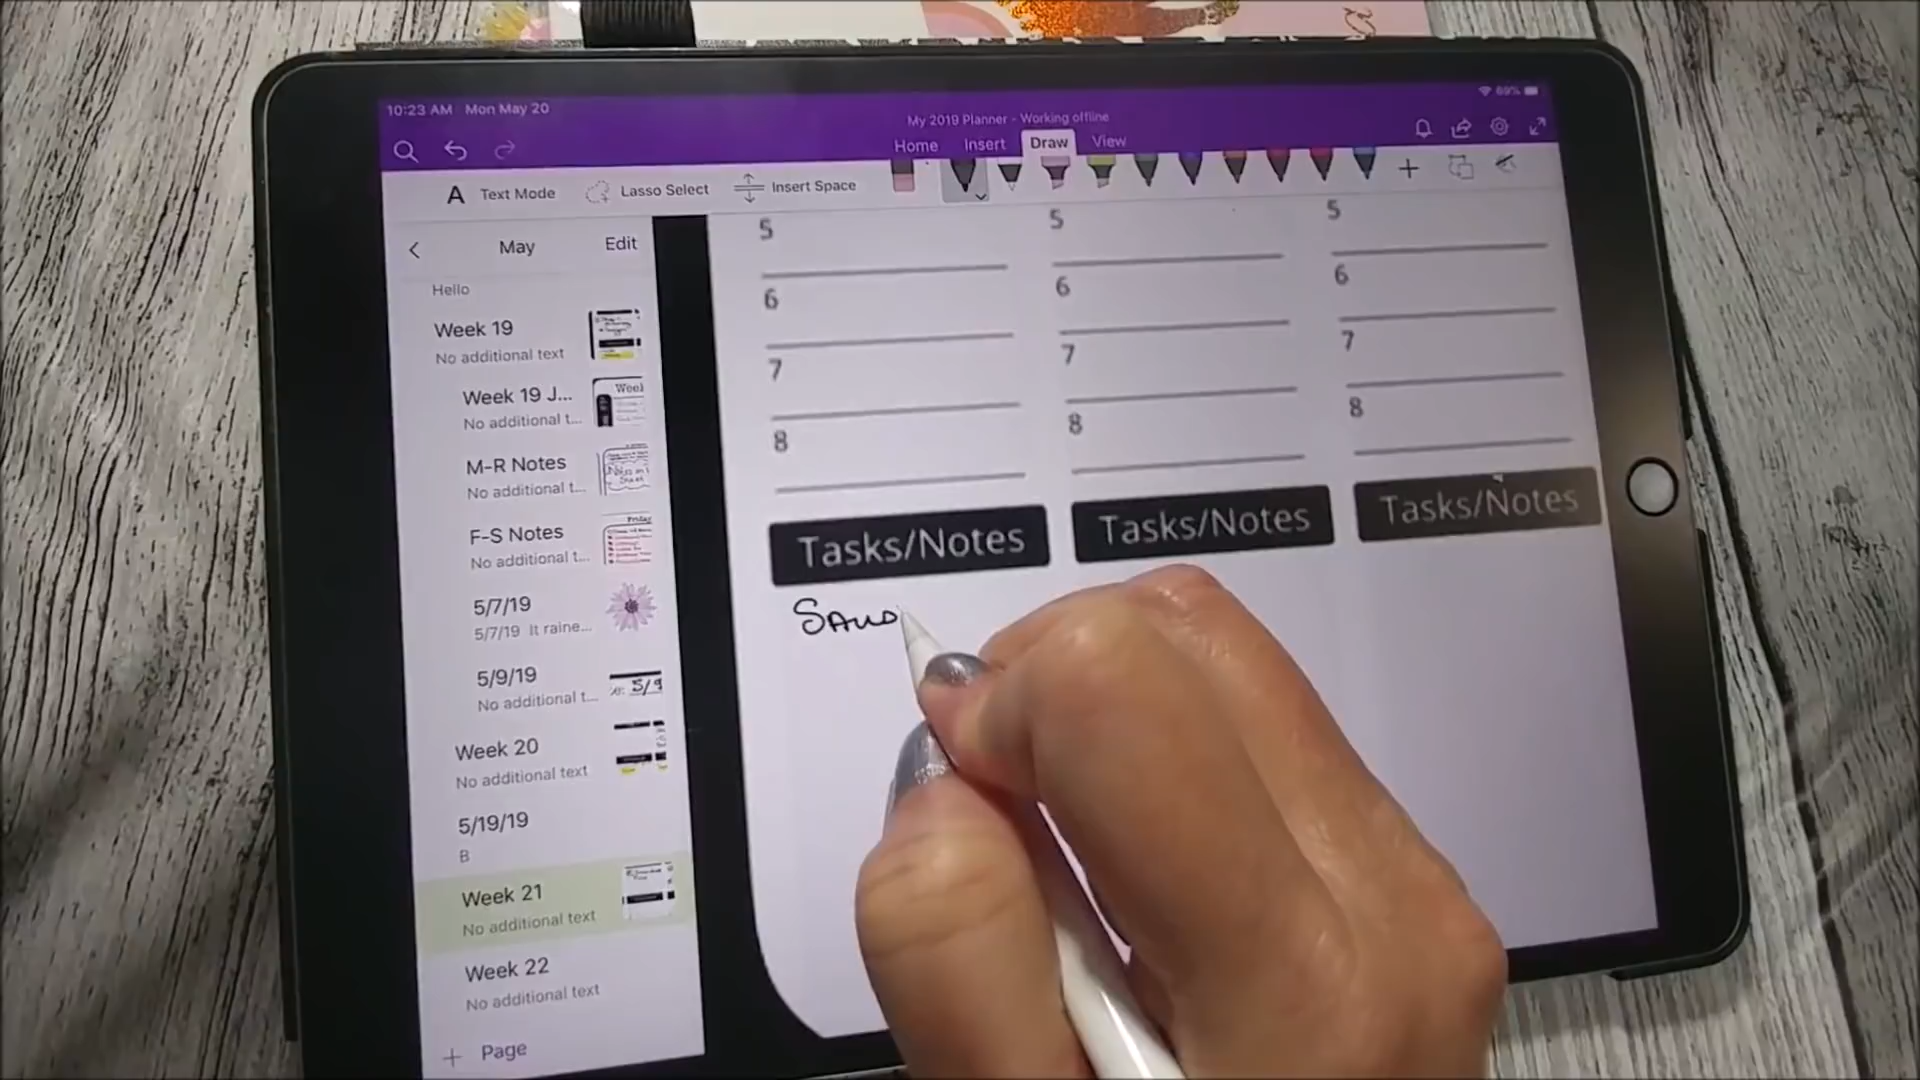 10:23 AM Mon May 20
69%
My 2019 Planner - Working offline
Home Insert Draw View
A Text Mode Lasso Select Insert Space
May Edit
Hello
Week 19
No additional text
Week 19 J...
No additional t...
M-R Notes
No additional t...
F-S Notes
No additional t...
5/7/19
5/7/19 It raine...
5/9/19
No additional t...
5/9
Week 20
No additional text
5/19/19
B
Week 21
No additional text
Week 22
No additional text
+ Page
5 5 5
6 6 6
7 7 7
8 8 8
Tasks/Notes Tasks/Notes Tasks/Notes